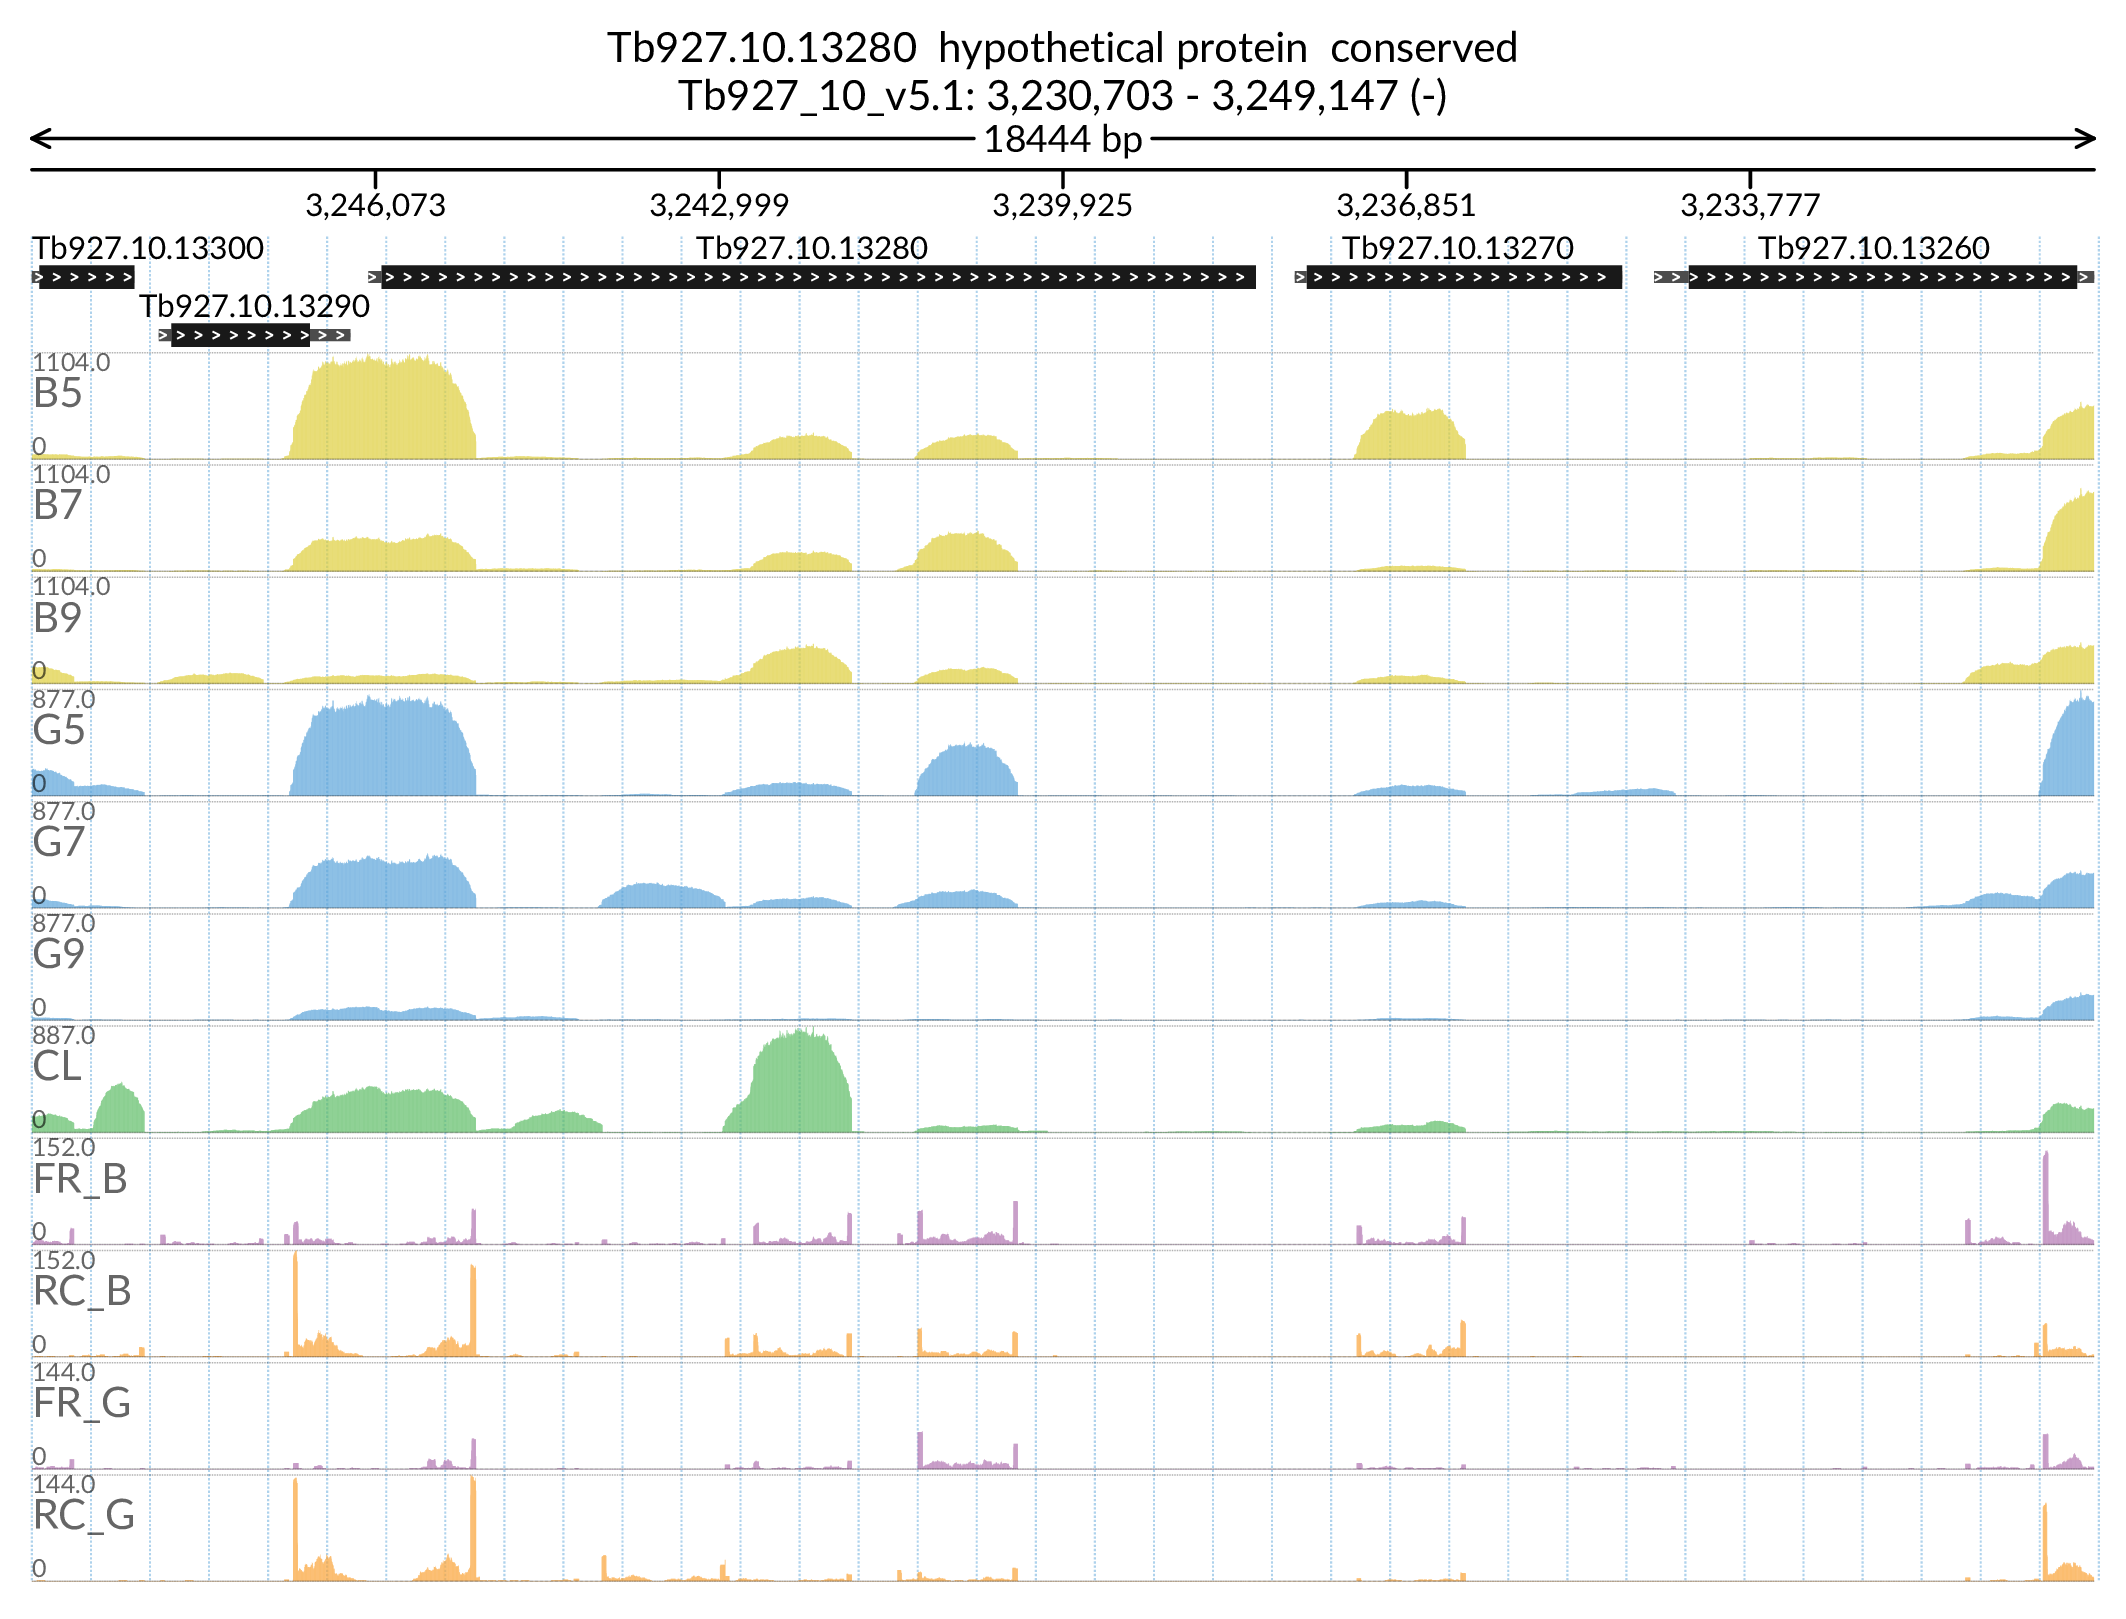 Tb927.10.13280  hypothetical protein  conserved
Tb927_10_v5.1: 3,230,703 - 3,249,147 (-)
18444 bp
3,246,073 3,242,999 3,239,925 3,236,851 3,233,777
Tb927.10.13300 Tb927.10.13280 Tb927.10.13270 Tb927.10.13260
Tb927.10.13290
1104.0
B5
0
1104.0
B7
0
1104.0
B9
0
877.0
G5
0
877.0
G7
0
877.0
G9
0
887.0
CL
0
152.0
FR_B
0
152.0
RC_B
0
144.0
FR_G
0
144.0
RC_G
0